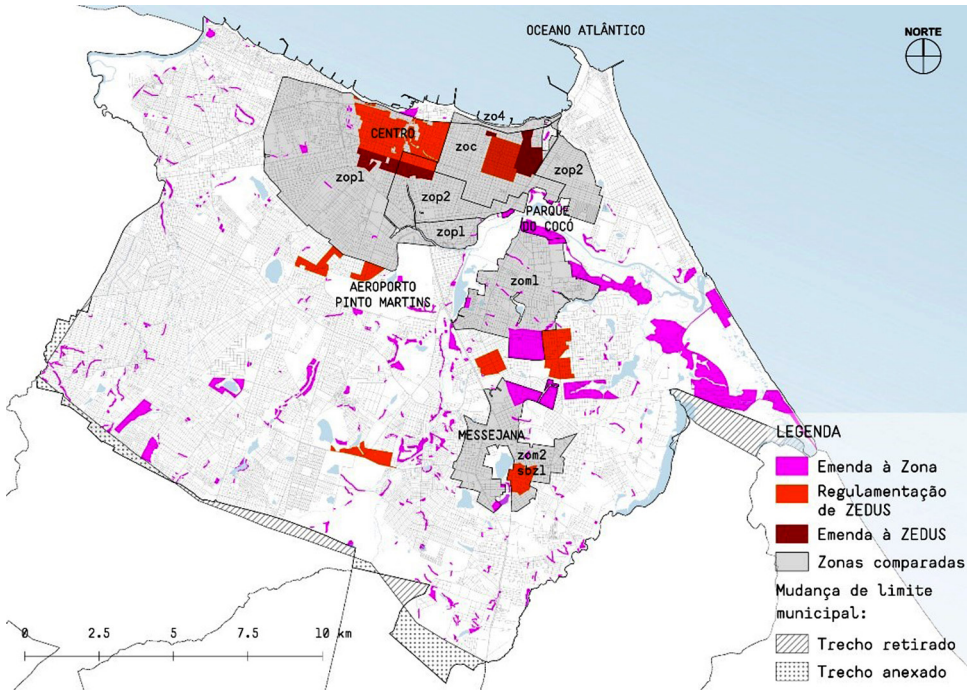 OCEANO ATLÂNTICO
NORTE
zo4
CENTRO
zoc
zop1
zop2
zop2
PARQUE
DO COCÓ
zop1
zom1
AEROPORTO
PINTO MARTINS
MESSEJANA
zom2
sbz1
LEGENDA
Emenda à Zona
Regulamentação
de ZEDUS
Emenda à ZEDUS
Zonas comparadas
Mudança de limite
municipal:
Trecho retirado
Trecho anexado
0 2.5 5 7.5 10 km